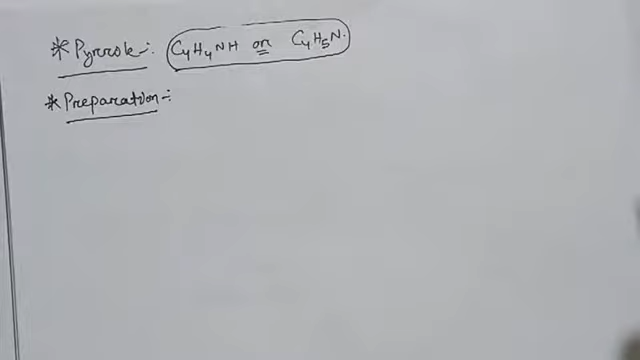 * Pyrrole :- C4H4NH or C4H5N.
* Preparation :-